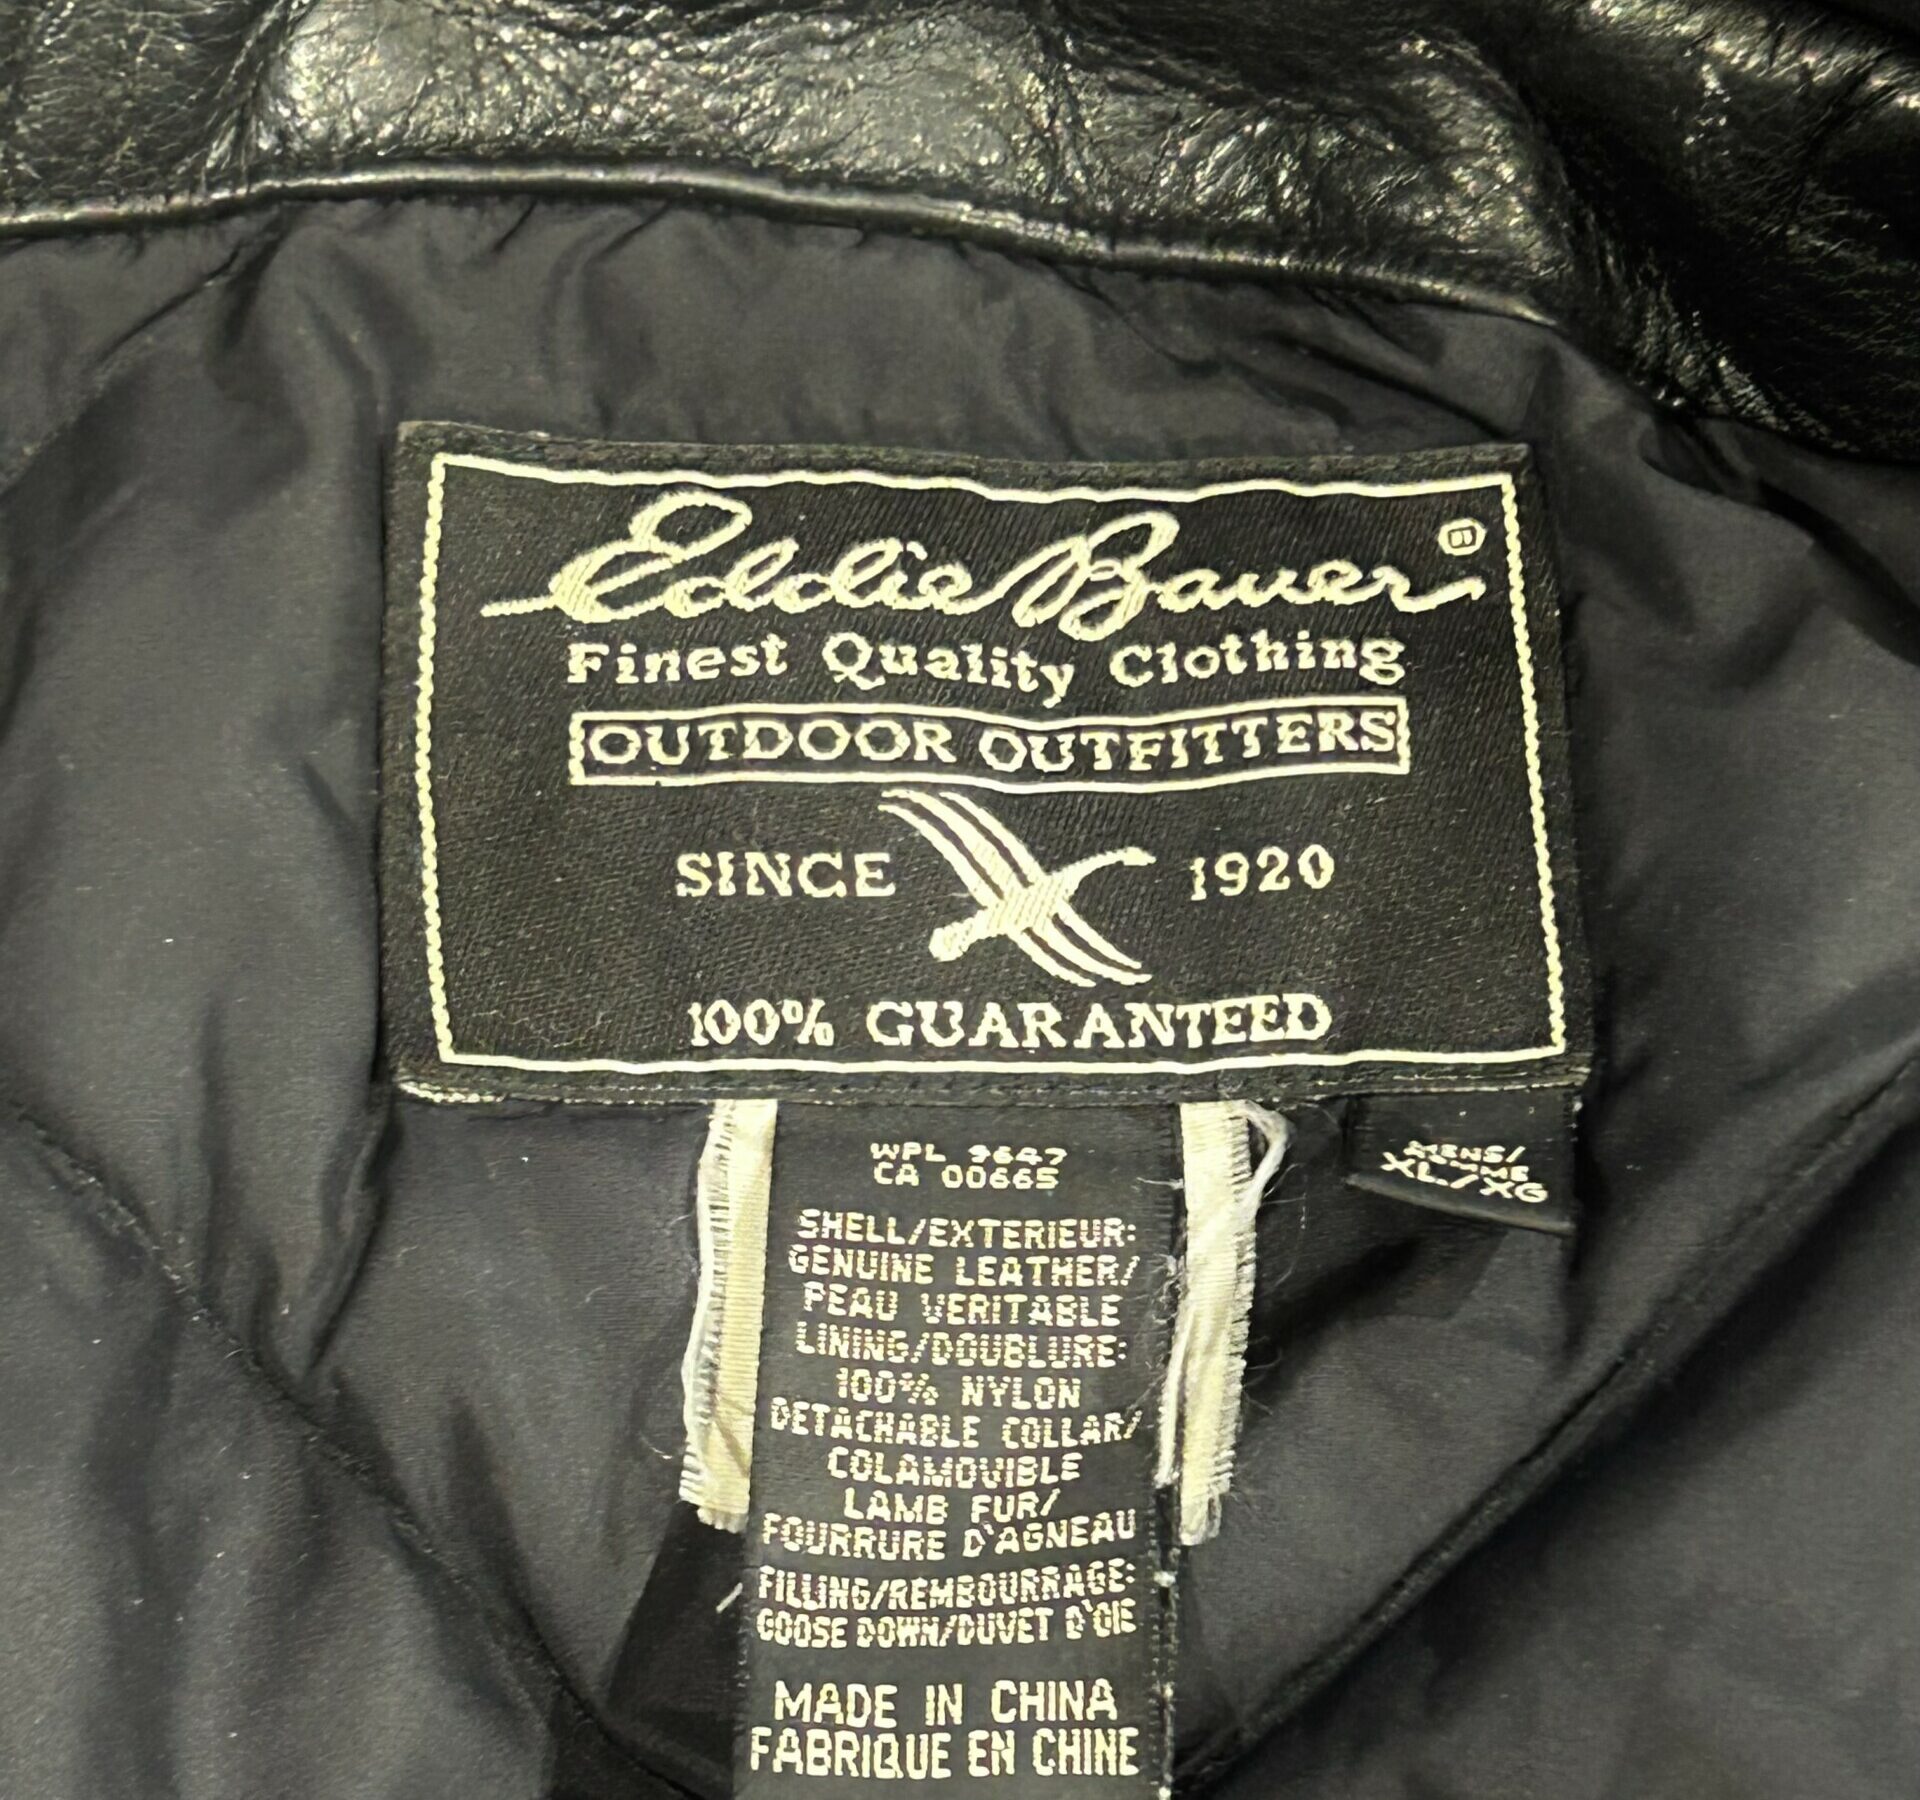 Eddie Bauer ®
Finest Quality Clothing
OUTDOOR OUTFITTERS
SINCE 1920
100% GUARANTEED
WPL 9647
CA 00665
MENS/
HOMME
XL/XG
SHELL/EXTERIEUR:
GENUINE LEATHER/
PEAU VERITABLE
LINING/DOUBLURE:
100% NYLON
DETACHABLE COLLAR/
COLAMOVIBLE
LAMB FUR/
FOURRURE D'AGNEAU
FILLING/REMBOURRAGE:
GOOSE DOWN/DUVET D'OIE
MADE IN CHINA
FABRIQUE EN CHINE